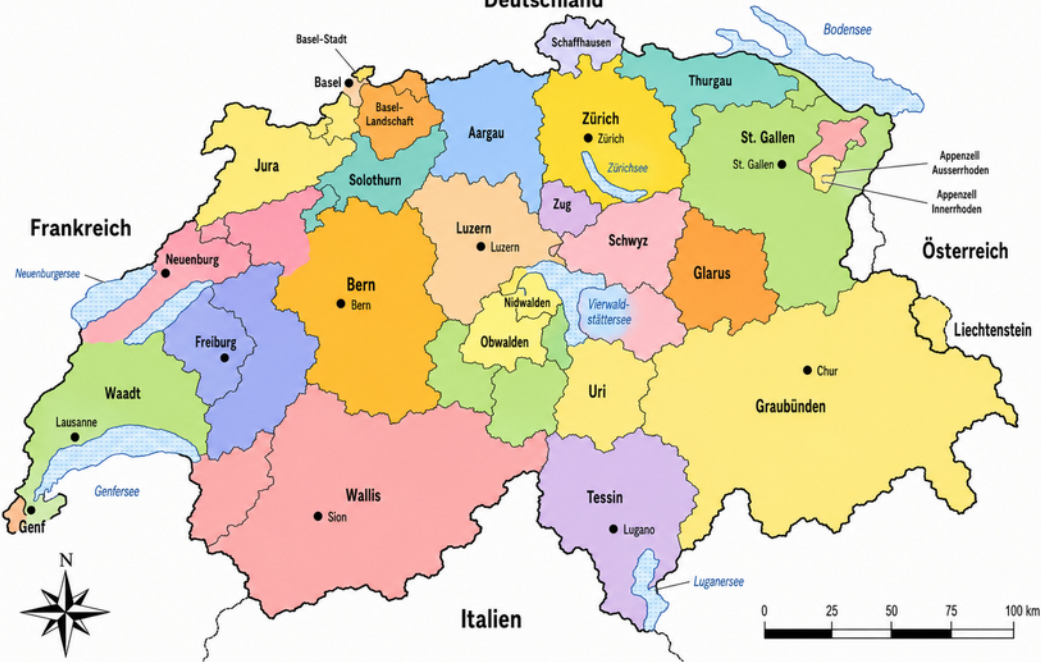 Deutschland
Bodensee
Basel-Stadt
Schaffhausen
Basel
Thurgau
Basel-
Landschaft
Aargau
Zürich
Zürich
St. Gallen
St. Gallen
Jura
Solothurn
Zürichsee
Appenzell
Ausserrhoden
Appenzell
Innerrhoden
Zug
Frankreich
Luzern
Luzern
Schwyz
Österreich
Neuenburg
Neuenburgersee
Glarus
Bern
Bern
Nidwalden
Vierwald-
stättersee
Liechtenstein
Freiburg
Obwalden
Chur
Waadt
Uri
Graubünden
Lausanne
Genfersee
Wallis
Sion
Tessin
Lugano
Genf
N
Luganersee
Italien
0 25 50 75 100 km